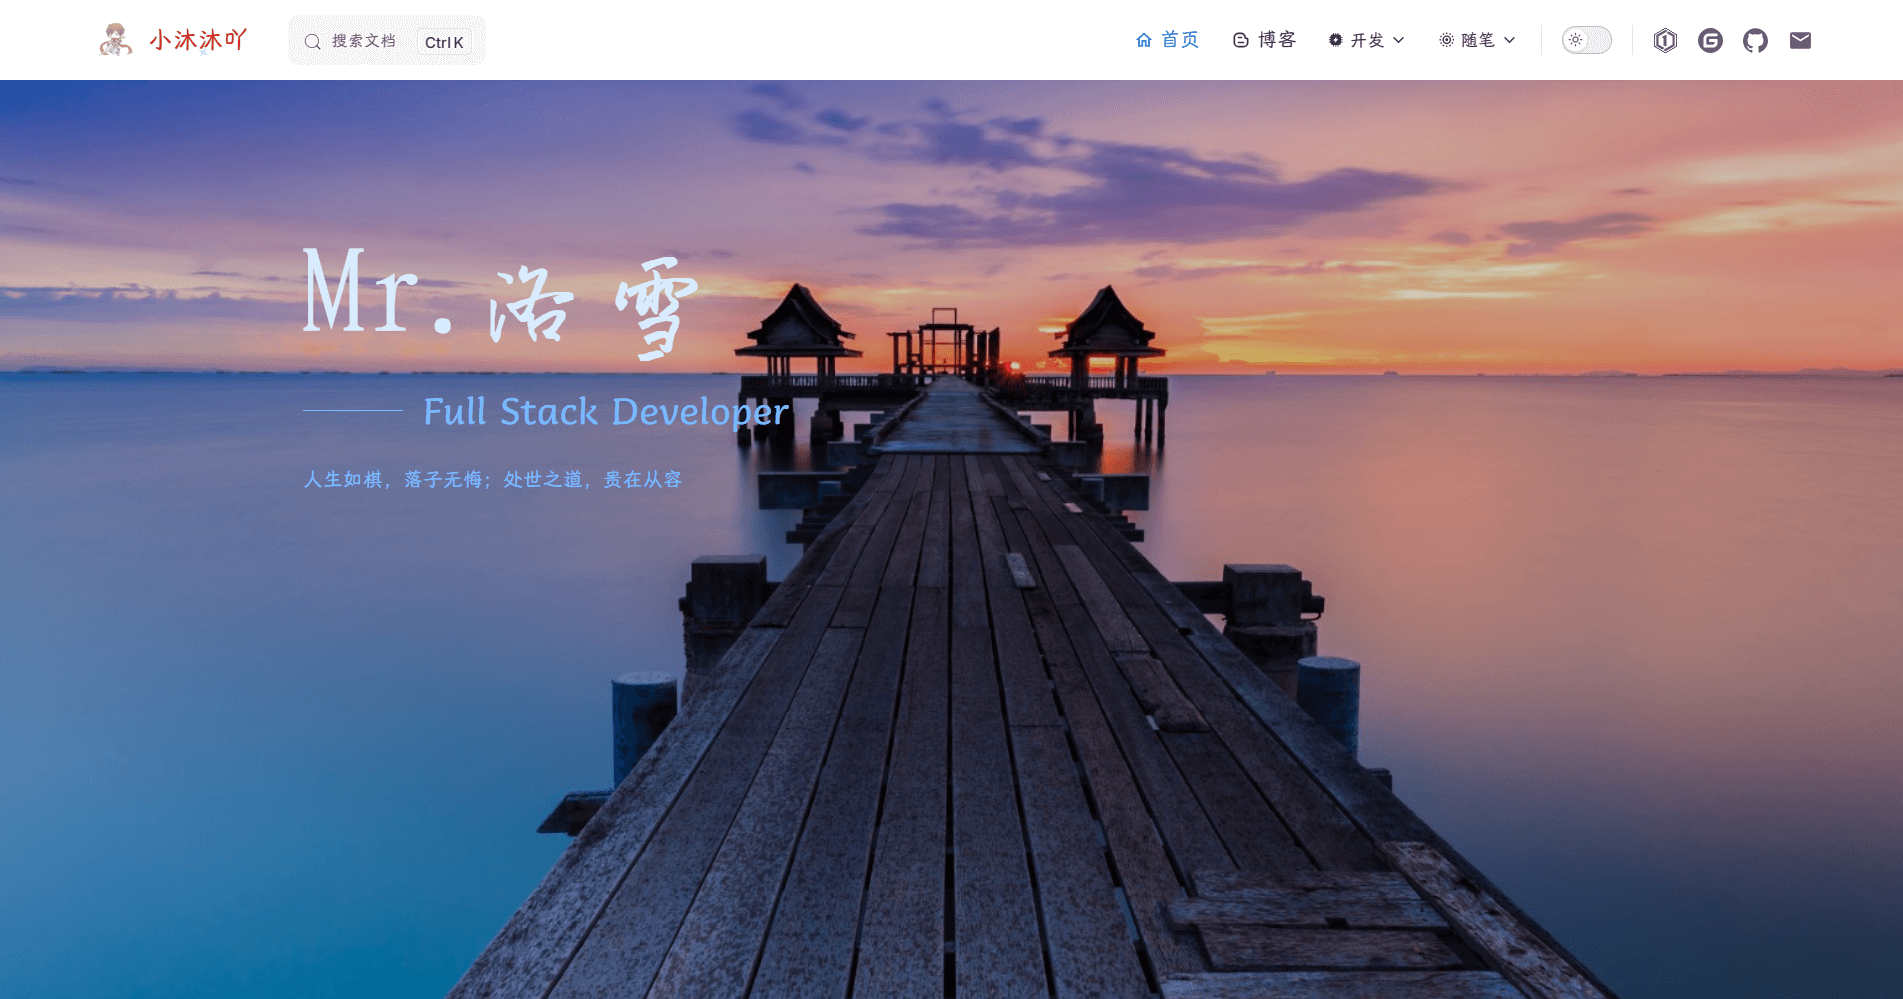 小沐沐吖
搜索文档 Ctrl K
首页 博客 开发 随笔
Mr.洛雪
Full Stack Developer
人生如棋，落子无悔；处世之道，贵在从容